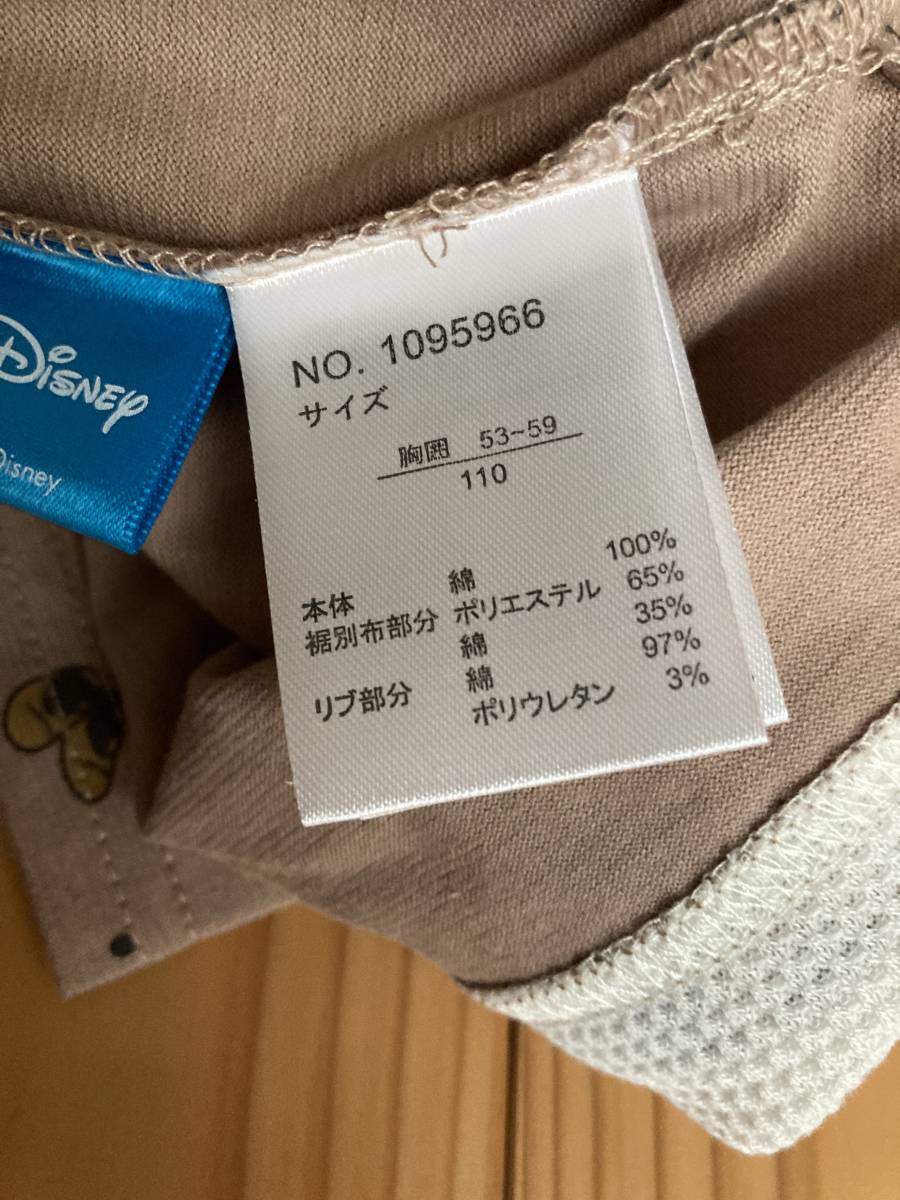 Disney
Disney
NO. 1095966
サイズ
胸囲 53~59
110
本体 綿 100%
裾別布部分 ポリエステル 65%
綿 35%
リブ部分 綿 97%
ポリウレタン 3%